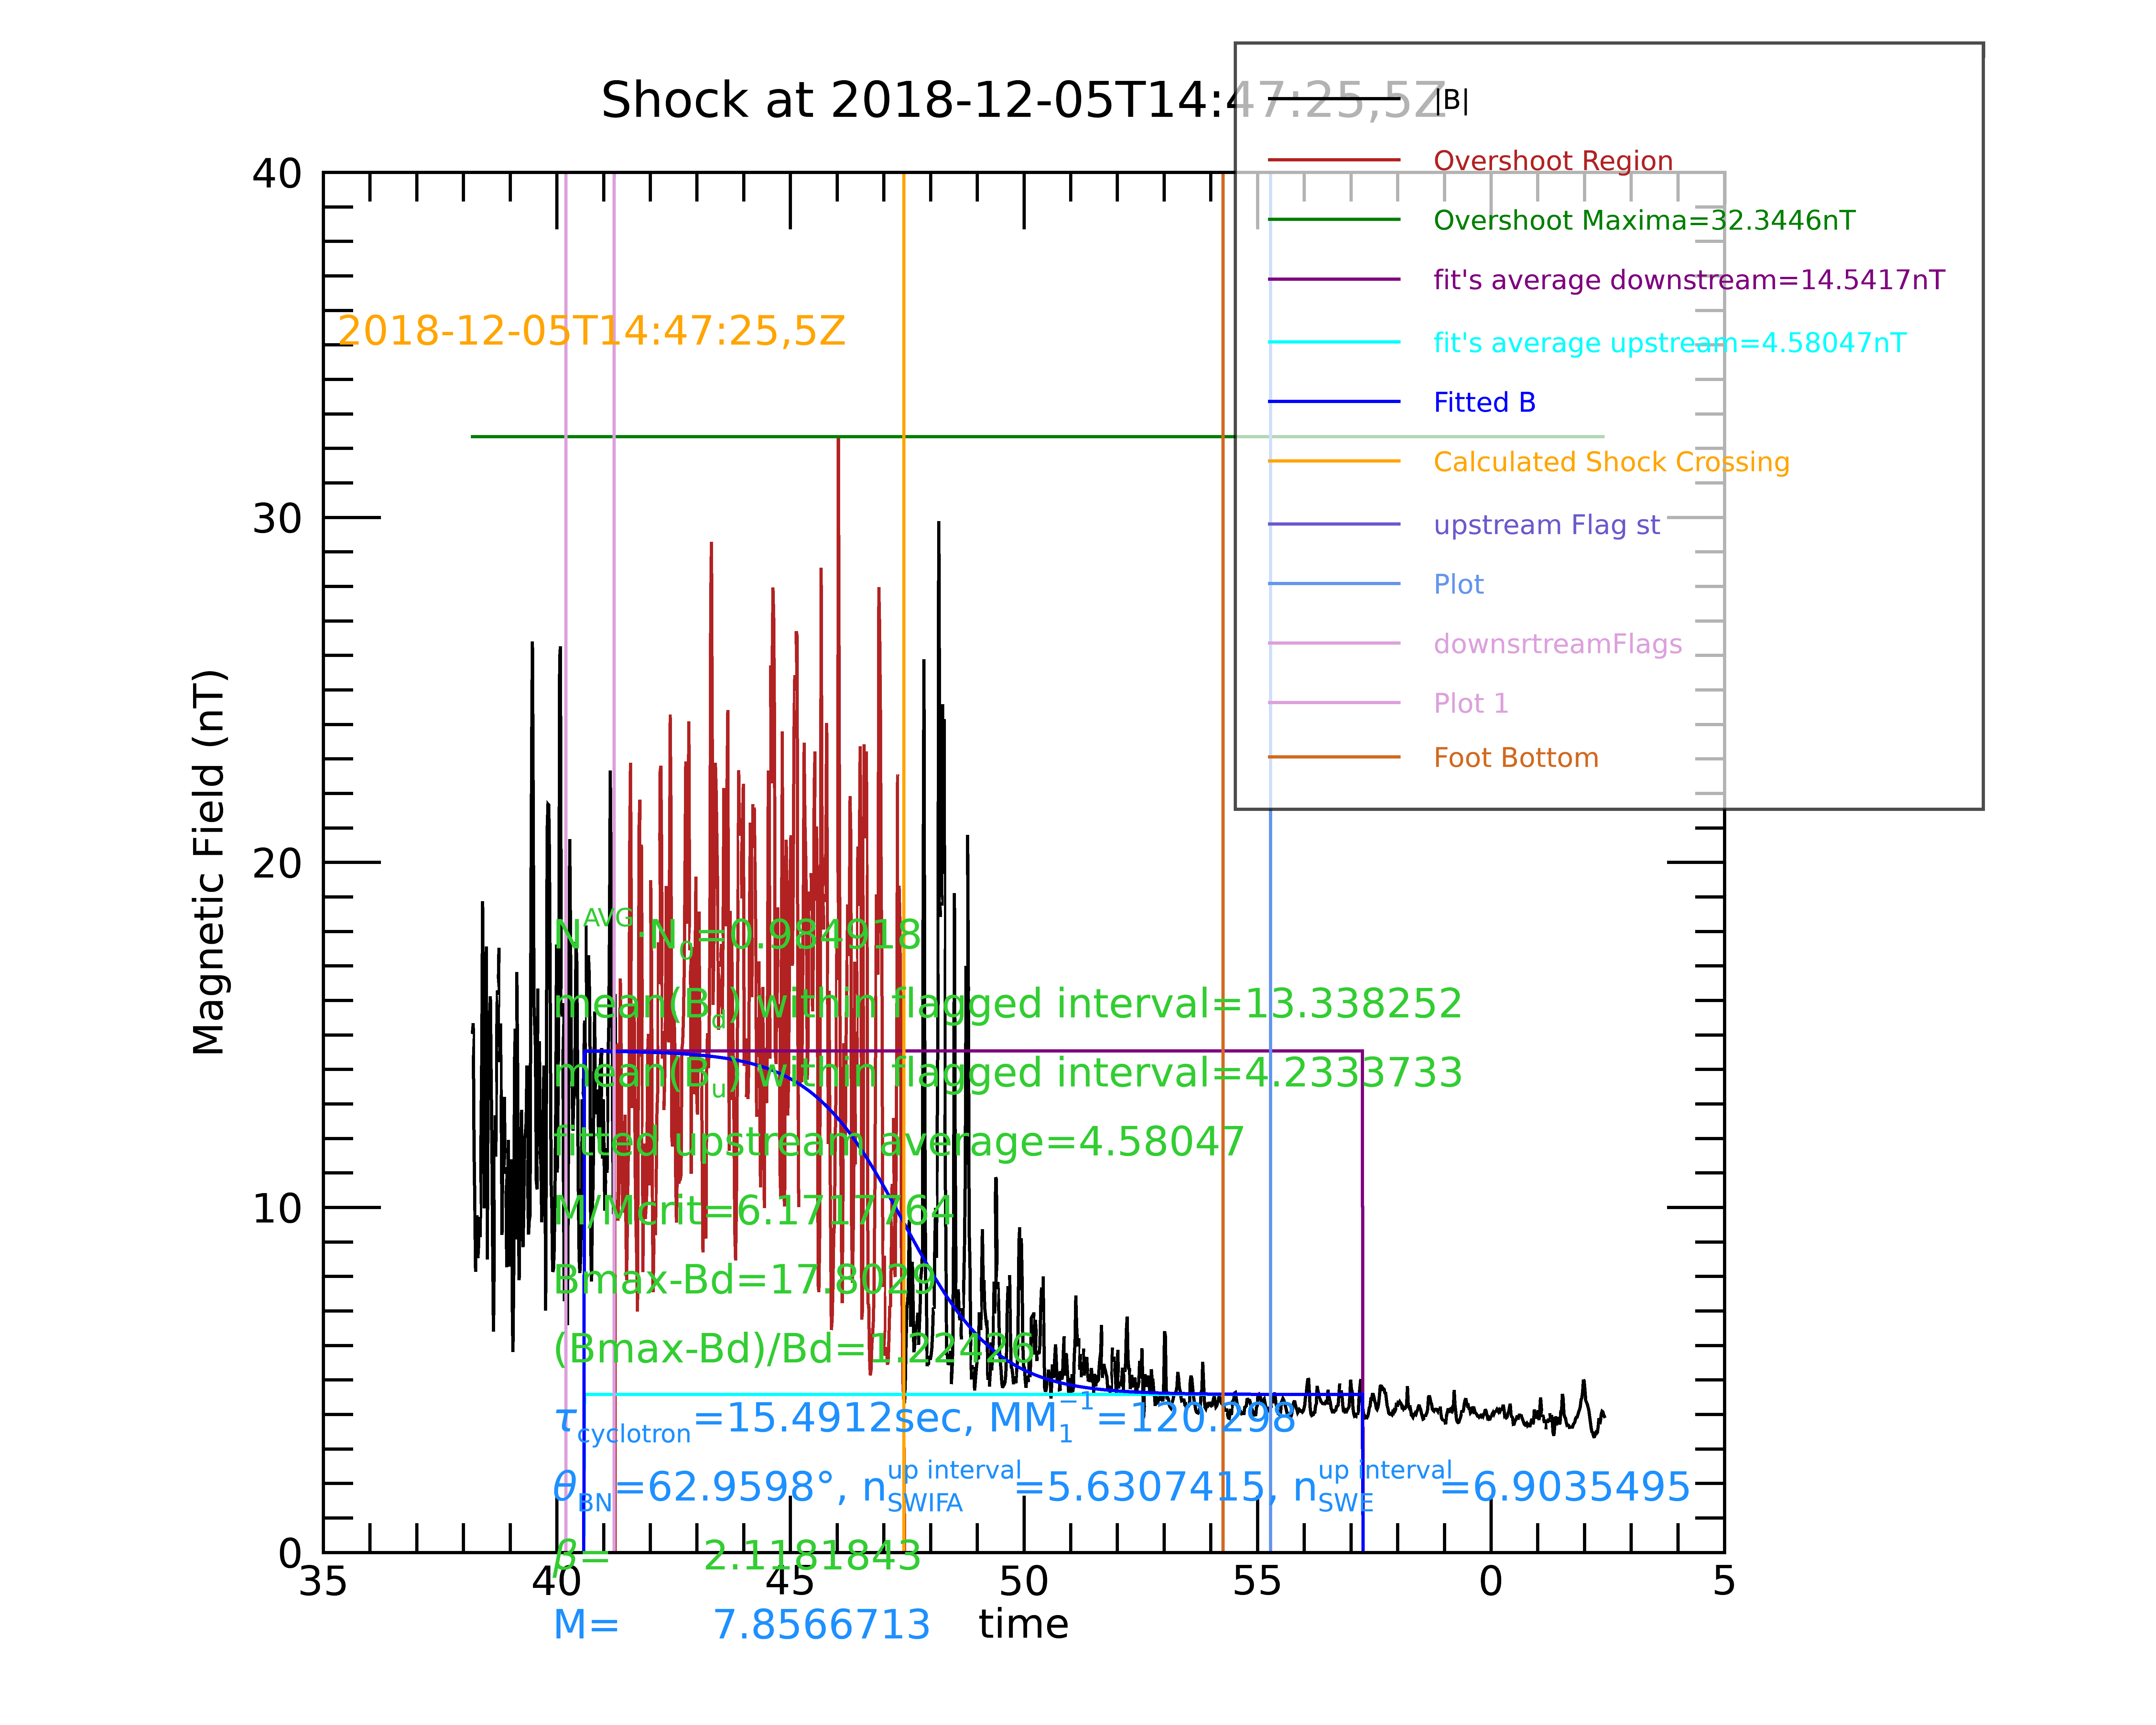 Shock at 2018-12-05T14:47:25,5Z
|B|
Overshoot Region
Overshoot Maxima=32.3446nT
fit's average downstream=14.5417nT
fit's average upstream=4.58047nT
Fitted B
Calculated Shock Crossing
upstream Flag st
Plot
downsrtreamFlags
Plot 1
Foot Bottom
2018-12-05T14:47:25,5Z
40
30
20
10
0
Magnetic Field (nT)
N^AVG·N_0=0.984918
mean(B_d) within flagged interval=13.338252
mean(B_u) within flagged interval=4.2333733
fitted upstream average=4.58047
M/Mcrit=6.1717764
Bmax-Bd=17.8029
(Bmax-Bd)/Bd=1.22426
τ_cyclotron=15.4912sec, MM_1^−1=120.298
θ_BN=62.9598°, n_SWIFA^up interval=5.6307415, n_SWE^up interval=6.9035495
β= 2.1181843
35 40 45 50 55 0 5
M= 7.8566713
time